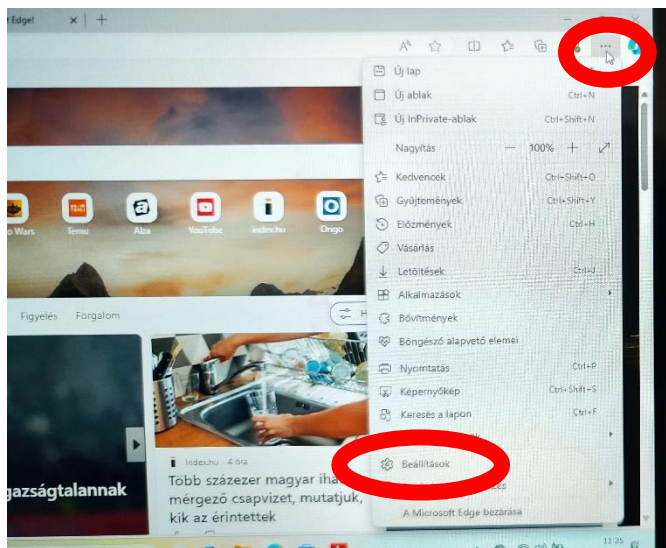 Edge!
Új lap
Új ablak Ctrl+N
Új InPrivate-ablak Ctrl+Shift+N
Nagyítás 100%
Kedvencek Ctrl+Shift+O
Gyűjtemények Ctrl+Shift+Y
Előzmények Ctrl+H
Vásárlás
Letöltések Ctrl+J
Alkalmazások
Bővítmények
Böngésző alapvető elemei
Nyomtatás Ctrl+P
Képernyőkép Ctrl+Shift+S
Keresés a lapon Ctrl+F
Beállítások
A Microsoft Edge bezárása
Wars
Temu
Alza
YouTube
index.hu
Origo
Figyelés Forgalom
gazságtalannak
Index.hu · 4 óra
Több százezer magyar
mérgező csapvizet, mutatjuk,
kik az érintettek
11:25